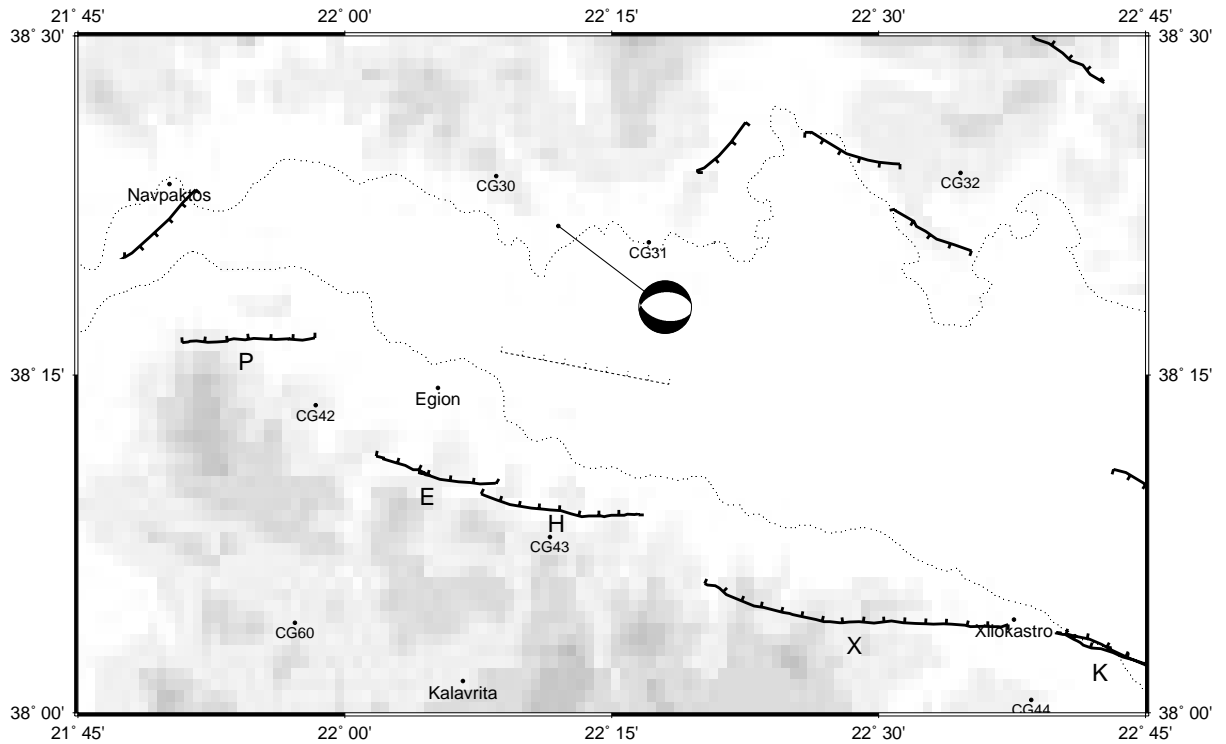 21˚ 45' 22˚ 00' 22˚ 15' 22˚ 30' 22˚ 45'
38˚ 30' 38˚ 30'
CG32
CG30
Navpaktos
CG31
P
38˚ 15' 38˚ 15'
Egion
CG42
E
H
CG43
CG60
Xilokastro
X
K
Kalavrita
CG44
38˚ 00' 38˚ 00'
21˚ 45' 22˚ 00' 22˚ 15' 22˚ 30' 22˚ 45'